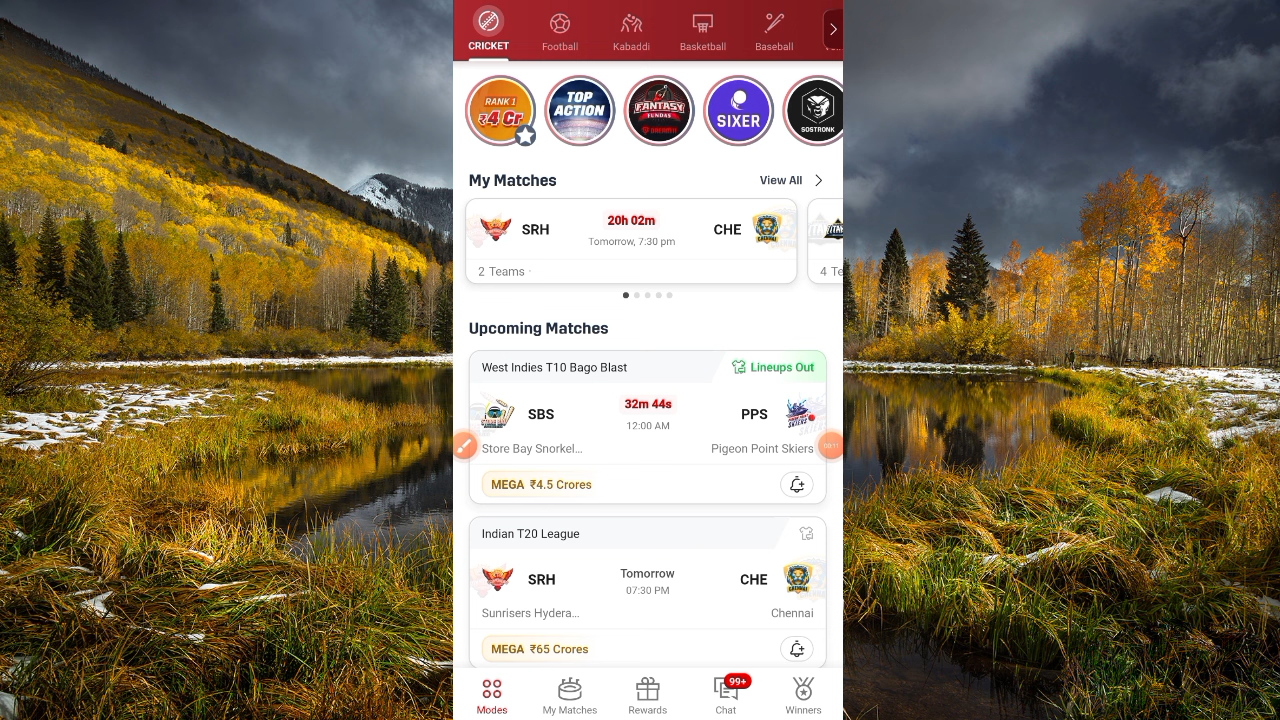 CRICKET Football Kabaddi Basketball Baseball
RANK 1
₹4 Cr
TOP
ACTION
FANTASY
FUNDAS
SIXER
SOSTRONK
My Matches View All
SRH 20h 02m CHE
Tomorrow, 7:30 pm
2 Teams · 4 Te
Upcoming Matches
West Indies T10 Bago Blast Lineups Out
SBS 32m 44s PPS
12:00 AM
Store Bay Snorkel... Pigeon Point Skiers
MEGA ₹4.5 Crores
Indian T20 League
SRH Tomorrow CHE
07:30 PM
Sunrisers Hydera... Chennai
MEGA ₹65 Crores
99+
Modes My Matches Rewards Chat Winners